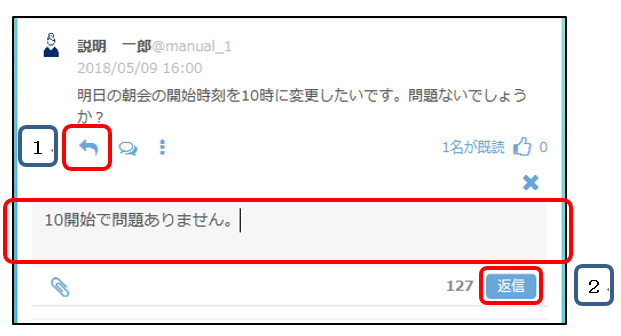 説明　一郎@manual_1
2018/05/09 16:00
明日の朝会の開始時刻を10時に変更したいです。問題ないでしょう
か？
1
1名が既読 0
10開始で問題ありません。
127 返信
2